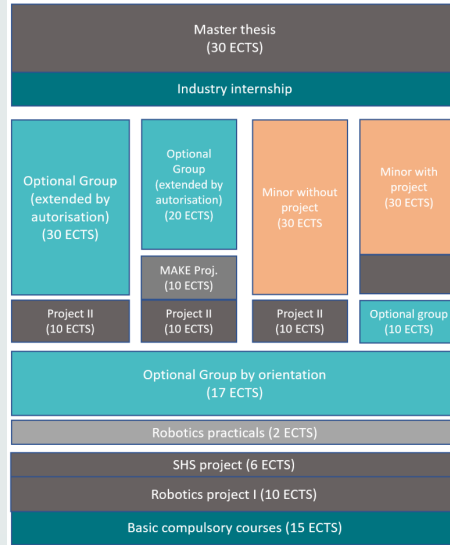 Master thesis
(30 ECTS)
Industry internship
Optional Group
(extended by
autorisation)
(30 ECTS)
Project II
(10 ECTS)
Optional
Group
(extended by
autorisation)
(20 ECTS)
MAKE Proj.
(10 ECTS)
Project II
(10 ECTS)
Minor without
project
(30 ECTS
Project II
(10 ECTS)
Minor with
project
(30 ECTS)
Optional group
(10 ECTS)
Optional Group by orientation
(17 ECTS)
Robotics practicals (2 ECTS)
SHS project (6 ECTS)
Robotics project I (10 ECTS)
Basic compulsory courses (15 ECTS)